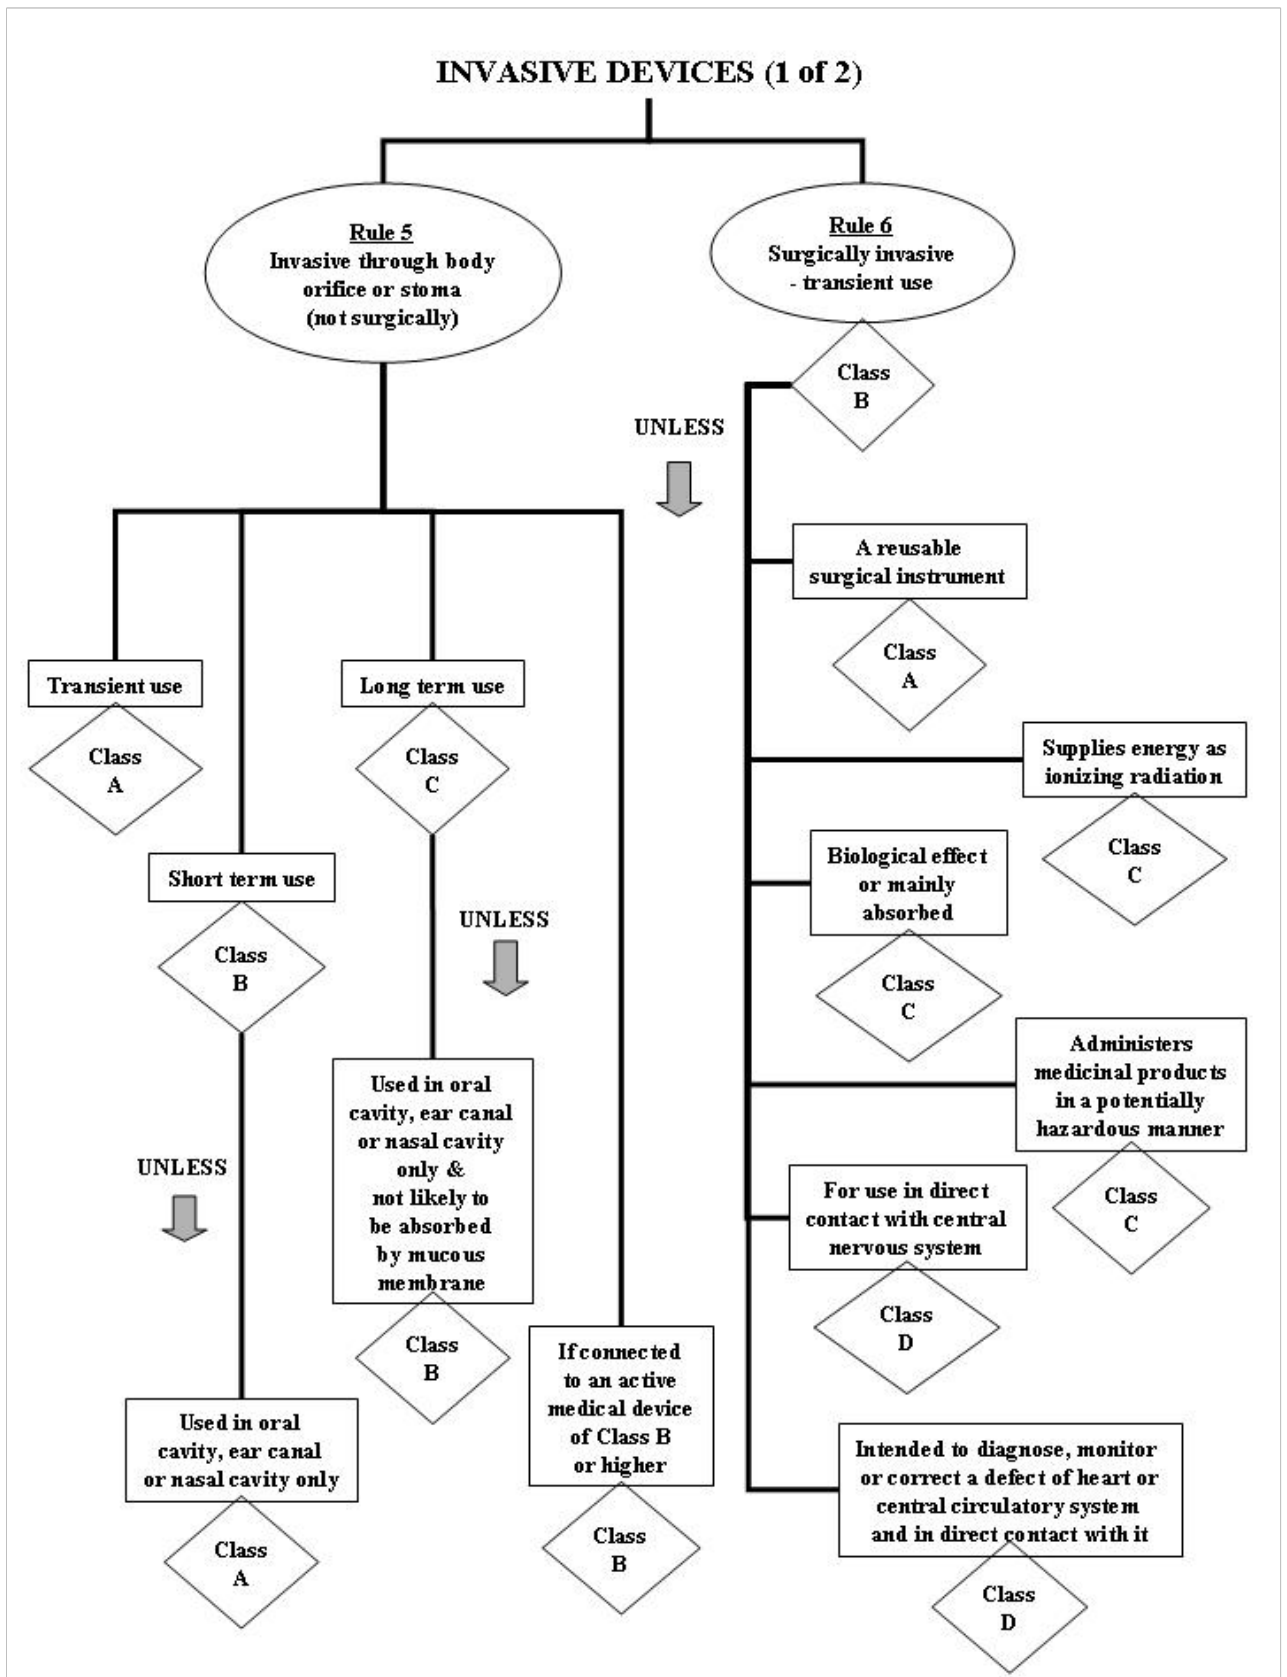 INVASIVE DEVICES (1 of 2)
Rule 5
Invasive through body
orifice or stoma
(not surgically)
Transient use
Class
A
Short term use
Class
B
UNLESS
Used in oral
cavity, ear canal
or nasal cavity only
Class
A
Long term use
Class
C
UNLESS
Used in oral
cavity, ear canal
or nasal cavity
only &
not likely to
be absorbed
by mucous
membrane
Class
B
If connected
to an active
medical device
of Class B
or higher
Class
B
Rule 6
Surgically invasive
- transient use
Class
B
UNLESS
A reusable
surgical instrument
Class
A
Supplies energy as
ionizing radiation
Class
C
Biological effect
or mainly
absorbed
Class
C
Administers
medicinal products
in a potentially
hazardous manner
Class
C
For use in direct
contact with central
nervous system
Class
D
Intended to diagnose, monitor
or correct a defect of heart or
central circulatory system
and in direct contact with it
Class
D